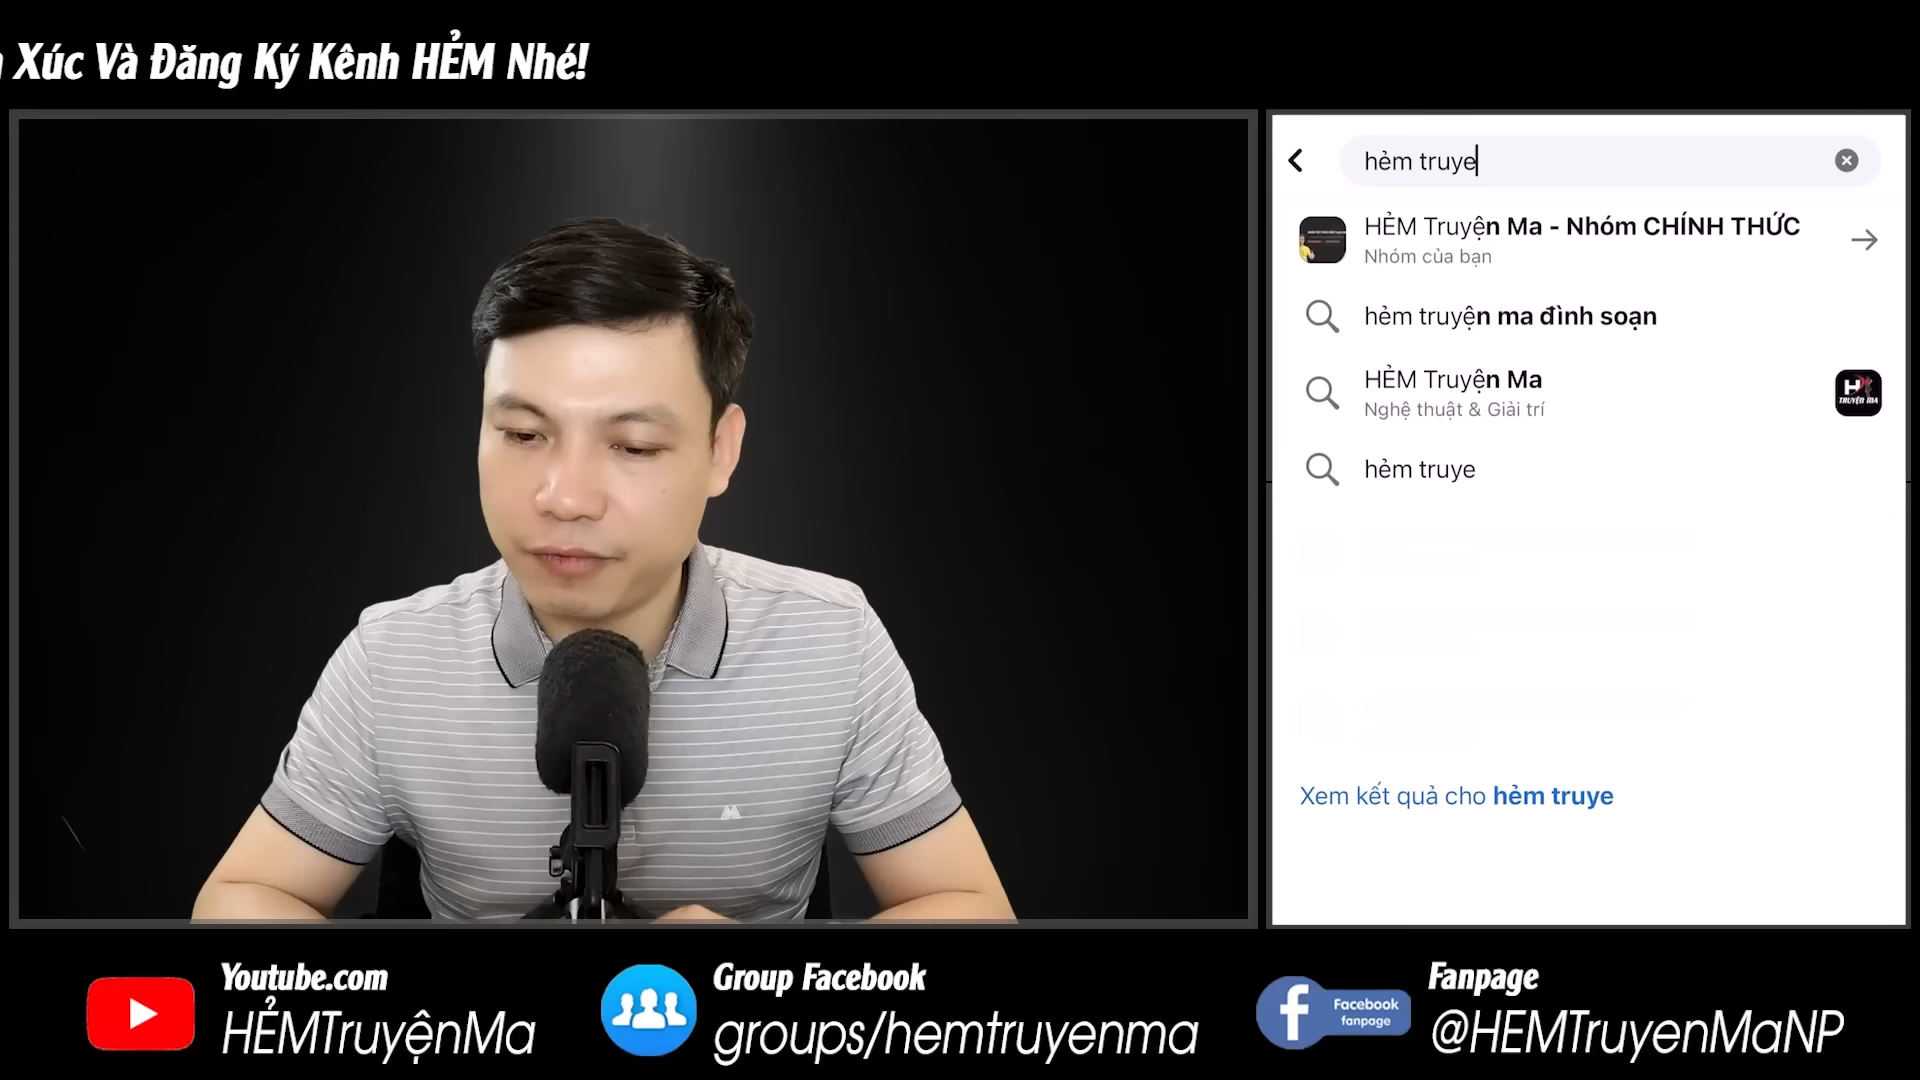 Xúc Và Đăng Ký Kênh HẺM Nhé!
hẻm truye
HẺM Truyện Ma - Nhóm CHÍNH THỨC
Nhóm của bạn
hẻm truyện ma đình soạn
HẺM Truyện Ma
Nghệ thuật & Giải trí
H
TRUYỆN MA
hẻm truye
Xem kết quả cho hẻm truye
Youtube.com
HẺMTruyệnMa
Group Facebook
groups/hemtruyenma
Facebook
fanpage
Fanpage
@HEMTruyenMaNP